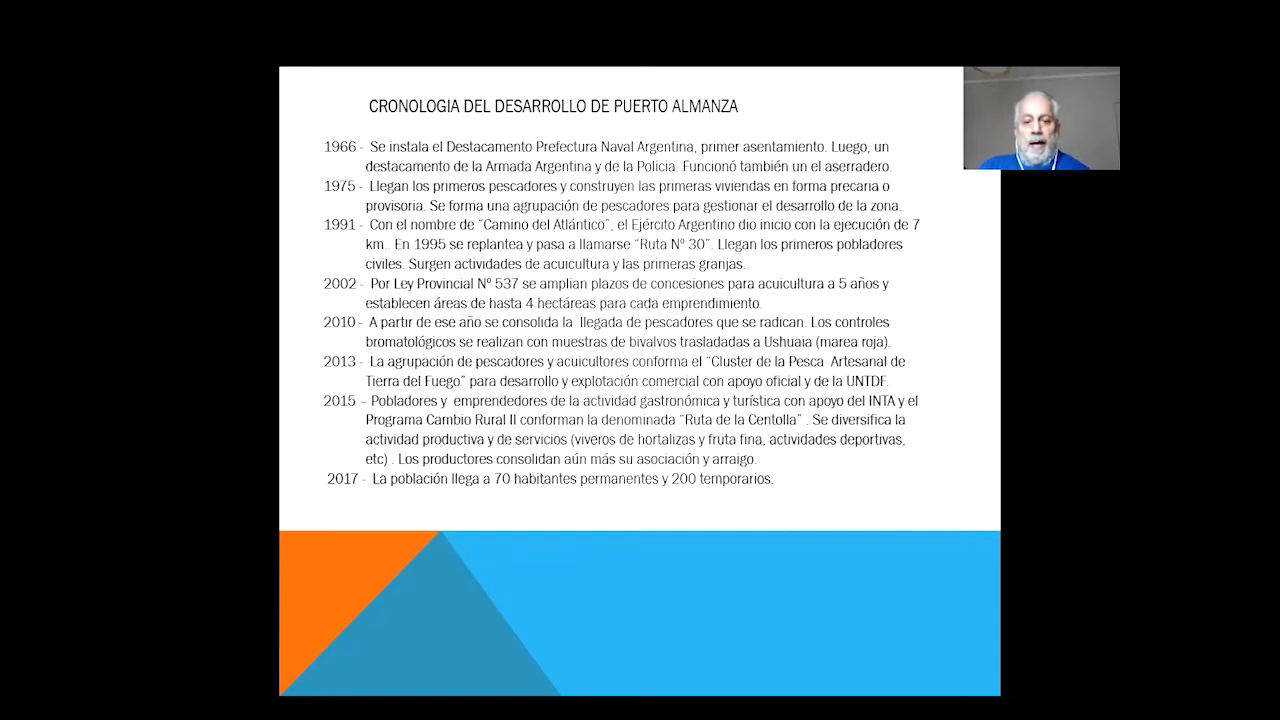 CRONOLOGIA DEL DESARROLLO DE PUERTO ALMANZA
1966 - Se instala el Destacamento Prefectura Naval Argentina, primer asentamiento. Luego, un
destacamento de la Armada Argentina y de la Policia. Funcionó también un el aserradero.
1975 - Llegan los primeros pescadores y construyen las primeras viviendas en forma precaria o
provisoria. Se forma una agrupación de pescadores para gestionar el desarrollo de la zona.
1991 - Con el nombre de "Camino del Atlántico", el Ejército Argentino dio inicio con la ejecución de 7
km.. En 1995 se replantea y pasa a llamarse "Ruta Nº 30". Llegan los primeros pobladores
civiles. Surgen actividades de acuicultura y las primeras granjas.
2002 - Por Ley Provincial Nº 537 se amplian plazos de concesiones para acuicultura a 5 años y
establecen áreas de hasta 4 hectáreas para cada emprendimiento.
2010 - A partir de ese año se consolida la llegada de pescadores que se radican. Los controles
bromatológicos se realizan con muestras de bivalvos trasladadas a Ushuaia (marea roja).
2013 - La agrupación de pescadores y acuicultores conforma el "Cluster de la Pesca Artesanal de
Tierra del Fuego" para desarrollo y explotación comercial con apoyo oficial y de la UNTDF.
2015 – Pobladores y emprendedores de la actividad gastronómica y turística con apoyo del INTA y el
Programa Cambio Rural II conforman la denominada "Ruta de la Centolla" . Se diversifica la
actividad productiva y de servicios (viveros de hortalizas y fruta fina, actividades deportivas,
etc) . Los productores consolidan aún más su asociación y arraigo.
2017 - La población llega a 70 habitantes permanentes y 200 temporarios.